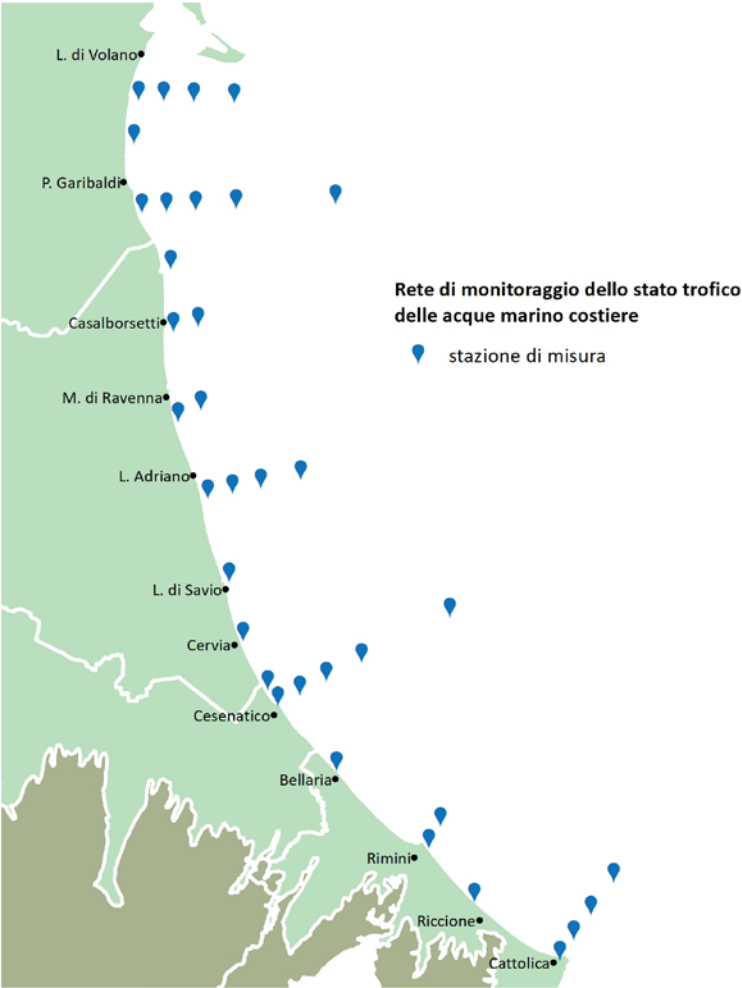 L. di Volano
P. Garibaldi
Rete di monitoraggio dello stato trofico
delle acque marino costiere
Casalborsetti
stazione di misura
M. di Ravenna
L. Adriano
L. di Savio
Cervia
Cesenatico
Bellaria
Rimini
Riccione
Cattolica